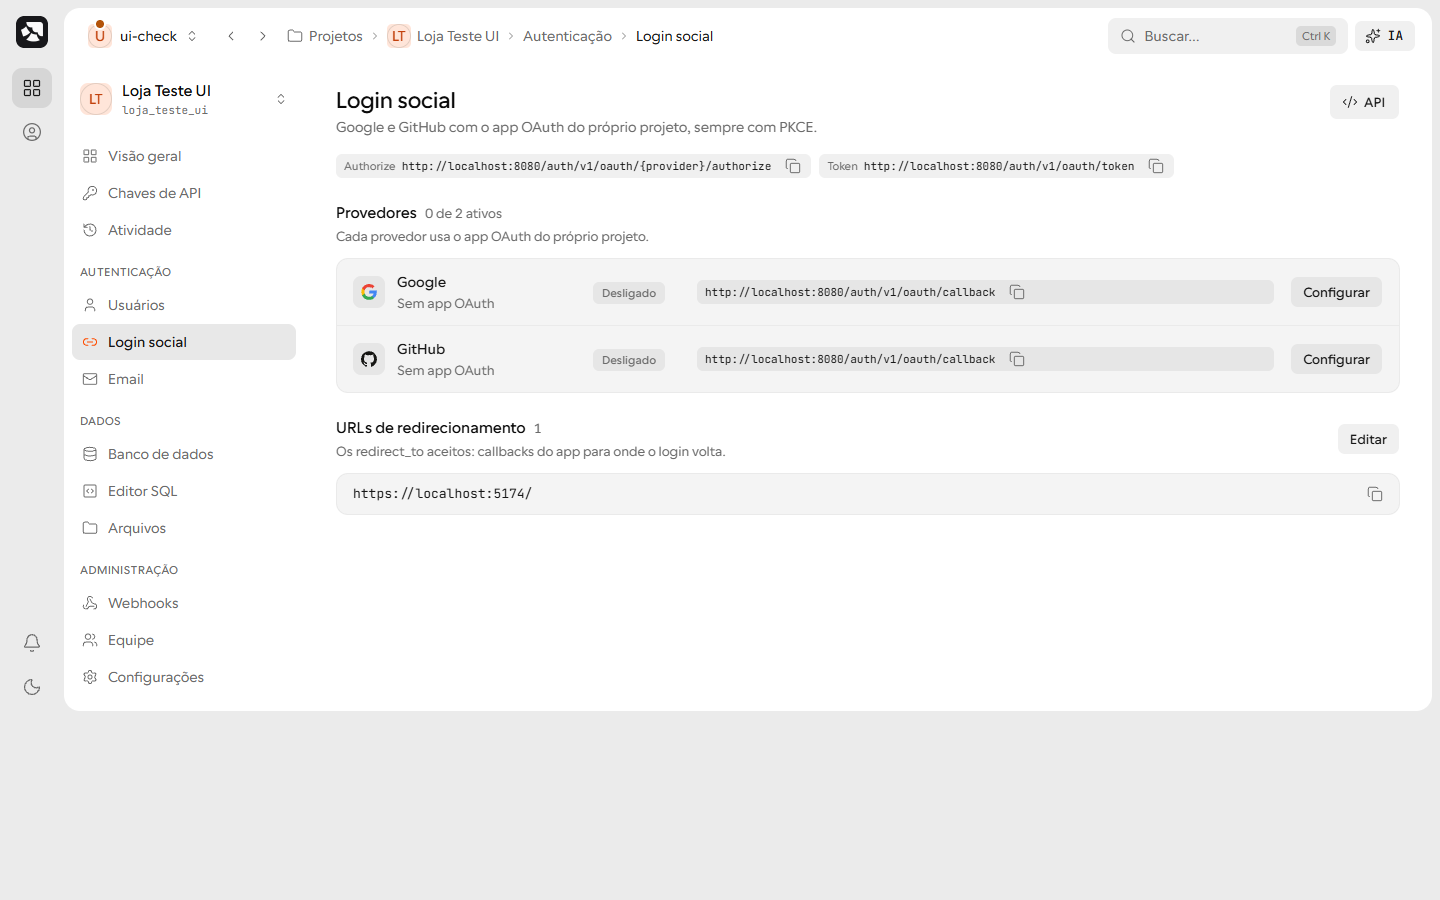 U ui-check
Projetos
LT Loja Teste UI
Autenticação
Login social
Buscar...
Ctrl K
IA
LT
Loja Teste UI
loja_teste_ui
Visão geral
Chaves de API
Atividade
AUTENTICAÇÃO
Usuários
Login social
Email
DADOS
Banco de dados
Editor SQL
Arquivos
ADMINISTRAÇÃO
Webhooks
Equipe
Configurações
Login social
Google e GitHub com o app OAuth do próprio projeto, sempre com PKCE.
API
Authorize http://localhost:8080/auth/v1/oauth/{provider}/authorize
Token http://localhost:8080/auth/v1/oauth/token
Provedores 0 de 2 ativos
Cada provedor usa o app OAuth do próprio projeto.
Google
Sem app OAuth
Desligado
http://localhost:8080/auth/v1/oauth/callback
Configurar
GitHub
Sem app OAuth
Desligado
http://localhost:8080/auth/v1/oauth/callback
Configurar
URLs de redirecionamento 1
Os redirect_to aceitos: callbacks do app para onde o login volta.
Editar
https://localhost:5174/